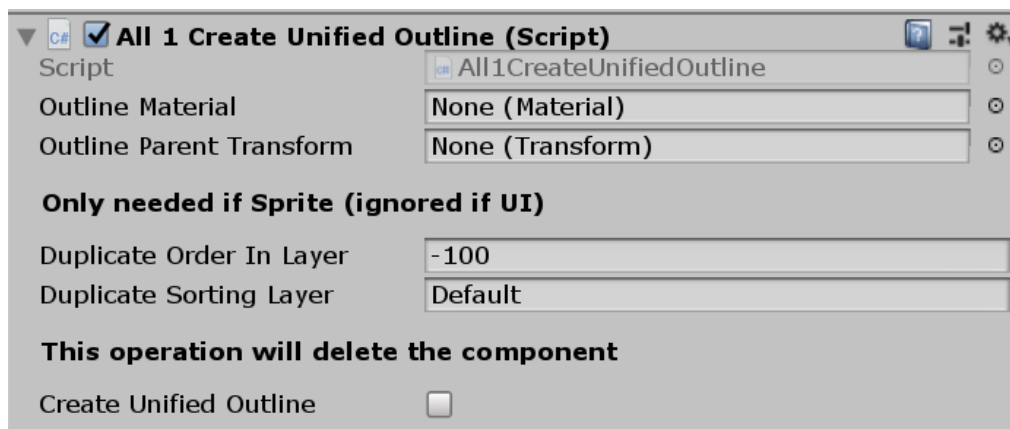 All 1 Create Unified Outline (Script)
Script All1CreateUnifiedOutline
Outline Material None (Material)
Outline Parent Transform None (Transform)
Only needed if Sprite (ignored if UI)
Duplicate Order In Layer -100
Duplicate Sorting Layer Default
This operation will delete the component
Create Unified Outline